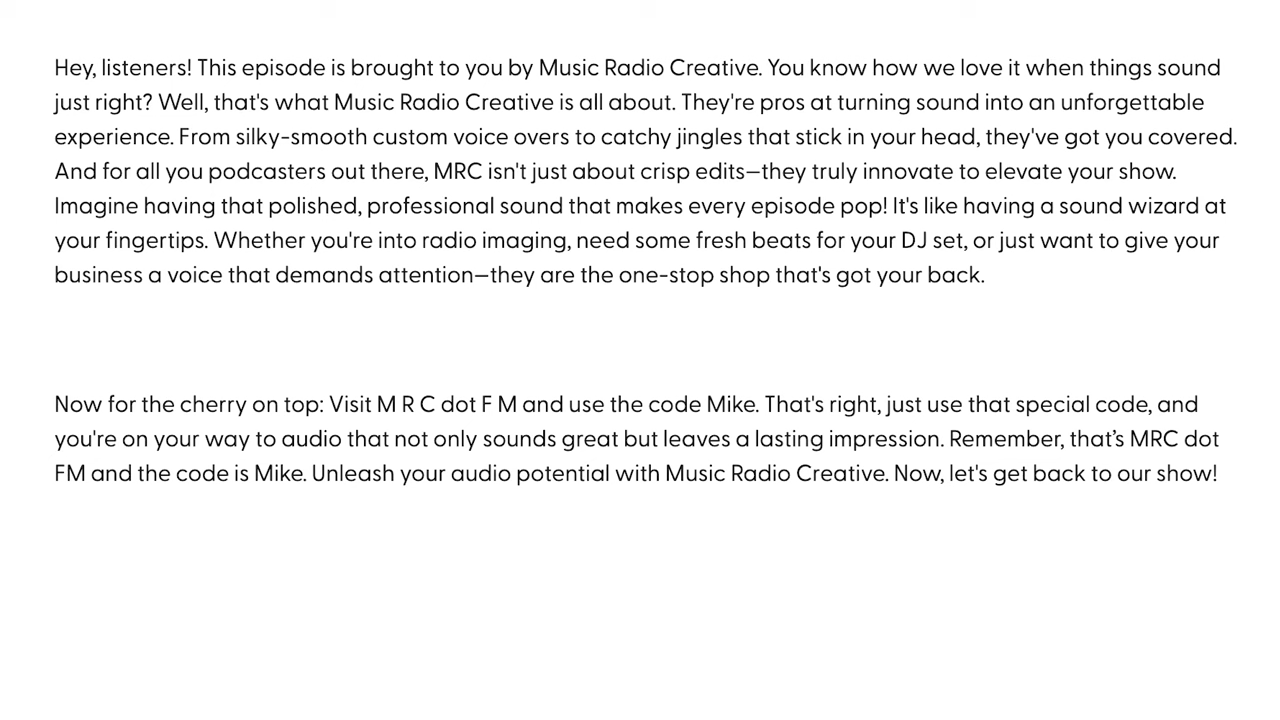 Hey, listeners! This episode is brought to you by Music Radio Creative. You know how we love it when things sound
just right? Well, that's what Music Radio Creative is all about. They're pros at turning sound into an unforgettable
experience. From silky-smooth custom voice overs to catchy jingles that stick in your head, they've got you covered.
And for all you podcasters out there, MRC isn't just about crisp edits—they truly innovate to elevate your show.
Imagine having that polished, professional sound that makes every episode pop! It's like having a sound wizard at
your fingertips. Whether you're into radio imaging, need some fresh beats for your DJ set, or just want to give your
business a voice that demands attention—they are the one-stop shop that's got your back.
Now for the cherry on top: Visit M R C dot F M and use the code Mike. That's right, just use that special code, and
you're on your way to audio that not only sounds great but leaves a lasting impression. Remember, that’s MRC dot
FM and the code is Mike. Unleash your audio potential with Music Radio Creative. Now, let's get back to our show!